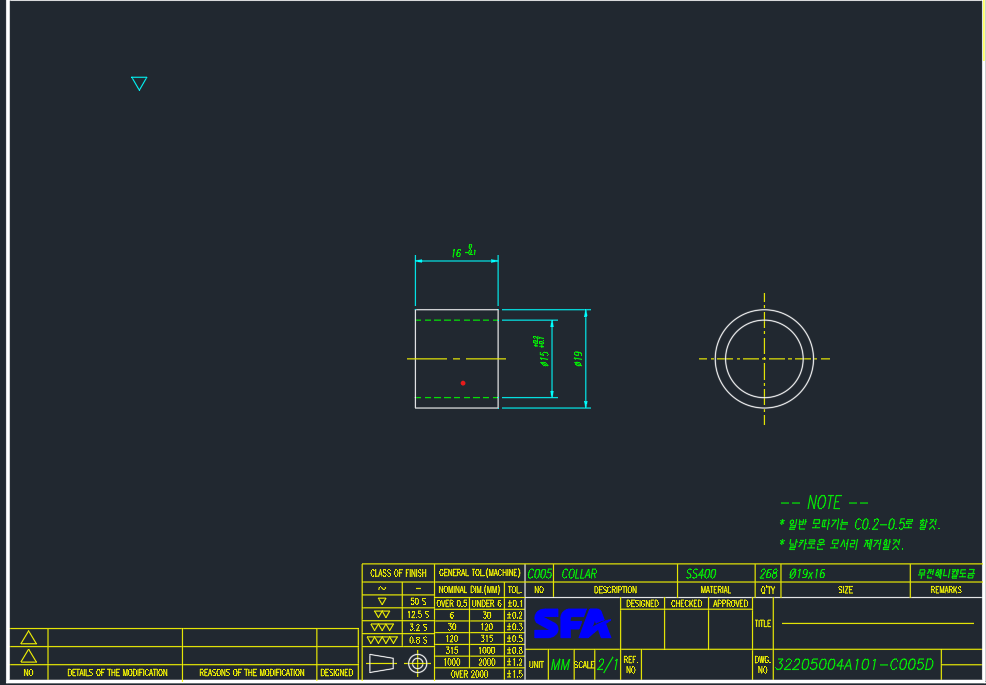 16 0 -0.1
Ø15 +0.2 +0.1
Ø19
-- NOTE --
* 일반 모따기는 C0.2-0.5로 할것.
* 날카로운 모서리 제거할것.
CLASS OF FINISH
~ -
▽ 50 S
▽▽ 12.5 S
▽▽▽ 3.2 S
▽▽▽▽ 0.8 S
GENERAL TOL.(MACHINE)
NOMINAL DIM.(MM) TOL.
OVER 0.5 UNDER 6 ±0.1
6 30 ±0.2
30 120 ±0.3
120 315 ±0.5
315 1000 ±0.8
1000 2000 ±1.2
OVER 2000 ±1.5
C005 COLLAR SS400 268 Ø19x16 무전해니켈도금
NO DESCRIPTION MATERIAL Q'TY SIZE REMARKS
SFA
DESIGNED CHECKED APPROVED
TITLE
UNIT MM SCALE 2/1 REF. NO
DWG. NO 32205004A101-C005D
NO DETAILS OF THE MODIFICATION REASONS OF THE MODIFICATION DESIGNED